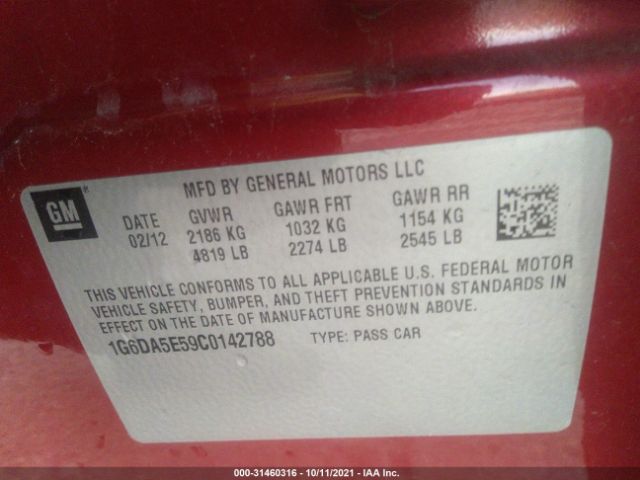 MFD BY GENERAL MOTORS LLC
GM
DATE GVWR GAWR FRT GAWR RR
02/12 2186 KG 1032 KG 1154 KG
4819 LB 2274 LB 2545 LB
THIS VEHICLE CONFORMS TO ALL APPLICABLE U.S. FEDERAL MOTOR
VEHICLE SAFETY, BUMPER, AND THEFT PREVENTION STANDARDS IN
EFFECT ON THE DATE OF MANUFACTURE SHOWN ABOVE.
1G6DA5E59C0142788 TYPE: PASS CAR
000-31460316 - 10/11/2021 - IAA Inc.